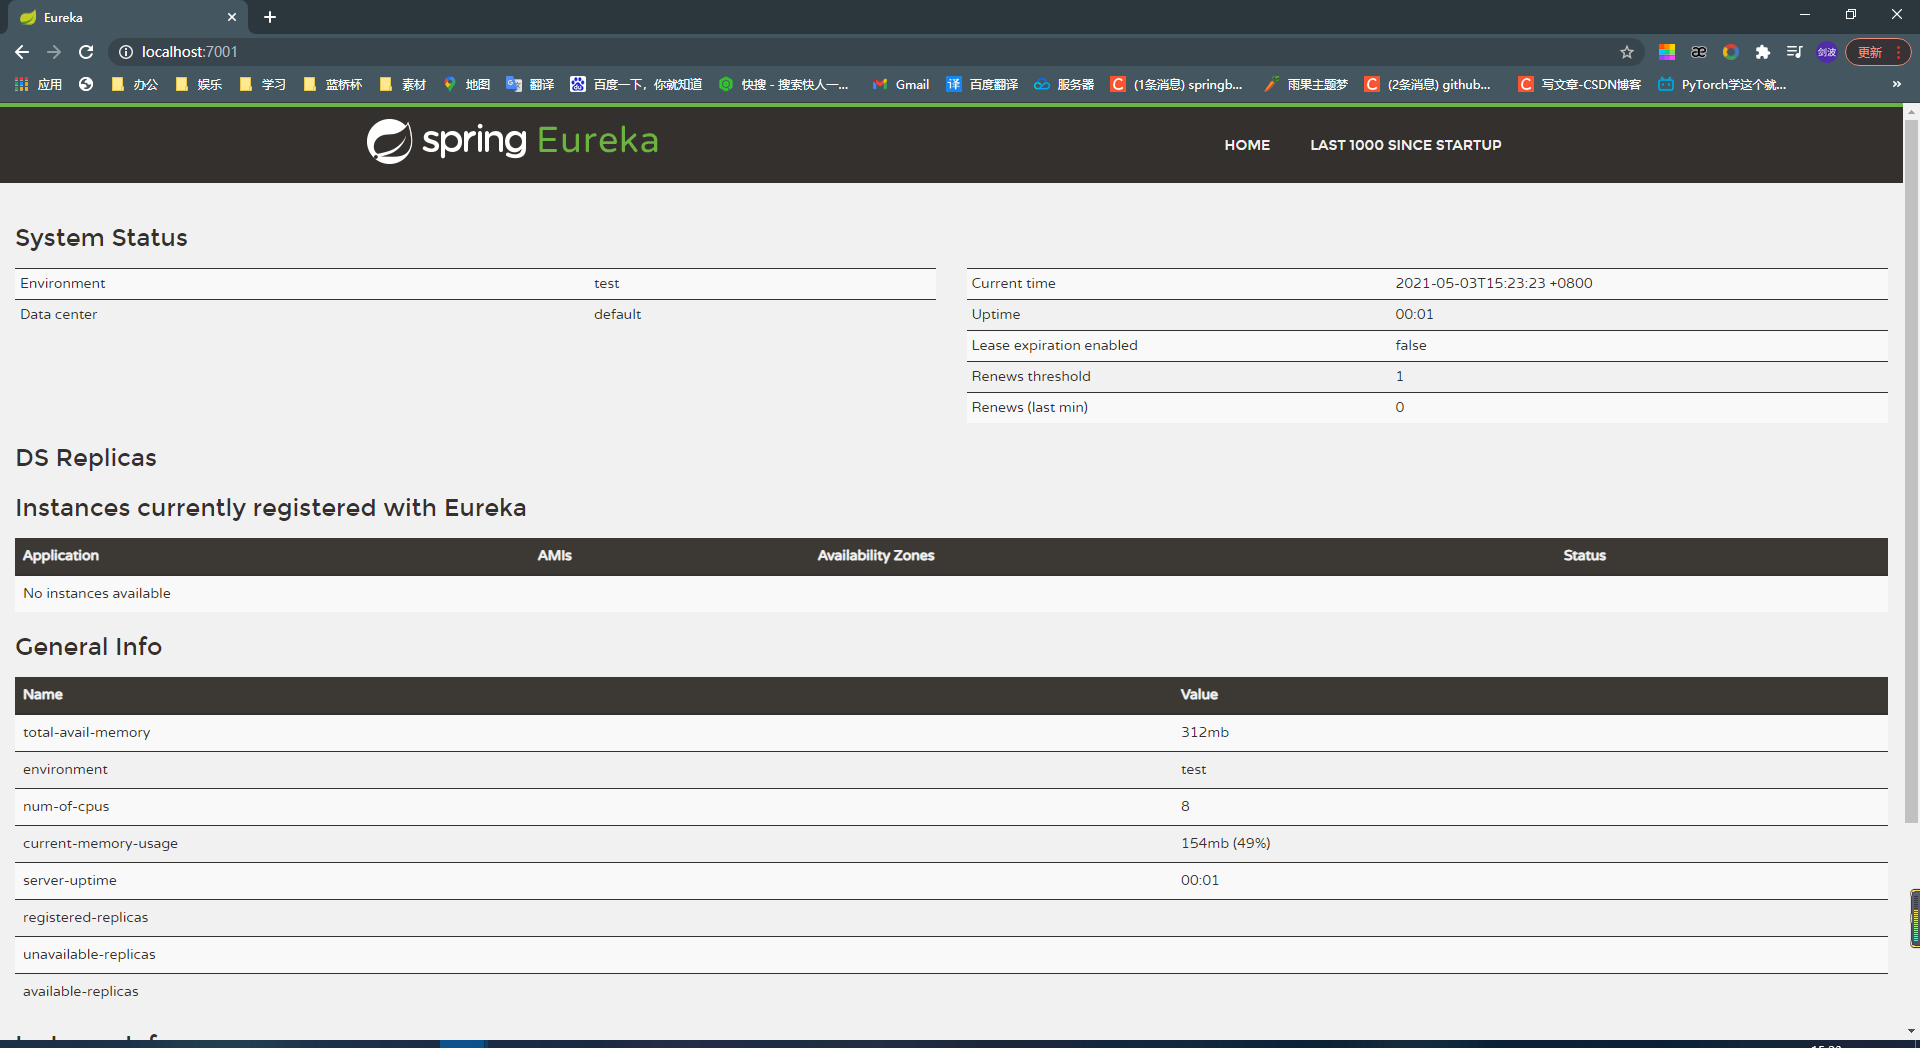 Eureka
localhost:7001
更新
应用 办公 娱乐 学习 蓝桥杯 素材 地图 翻译 百度一下，你就知道 快搜 - 搜索快人一... Gmail 百度翻译 服务器 (1条消息) springb... 雨果主题梦 (2条消息) github... 写文章-CSDN博客 PyTorch学这个就... »
spring Eureka HOME LAST 1000 SINCE STARTUP
System Status
Environment test
Data center default
Current time 2021-05-03T15:23:23 +0800
Uptime 00:01
Lease expiration enabled false
Renews threshold 1
Renews (last min) 0
DS Replicas
Instances currently registered with Eureka
Application AMIs Availability Zones Status
No instances available
General Info
Name Value
total-avail-memory 312mb
environment test
num-of-cpus 8
current-memory-usage 154mb (49%)
server-uptime 00:01
registered-replicas
unavailable-replicas
available-replicas